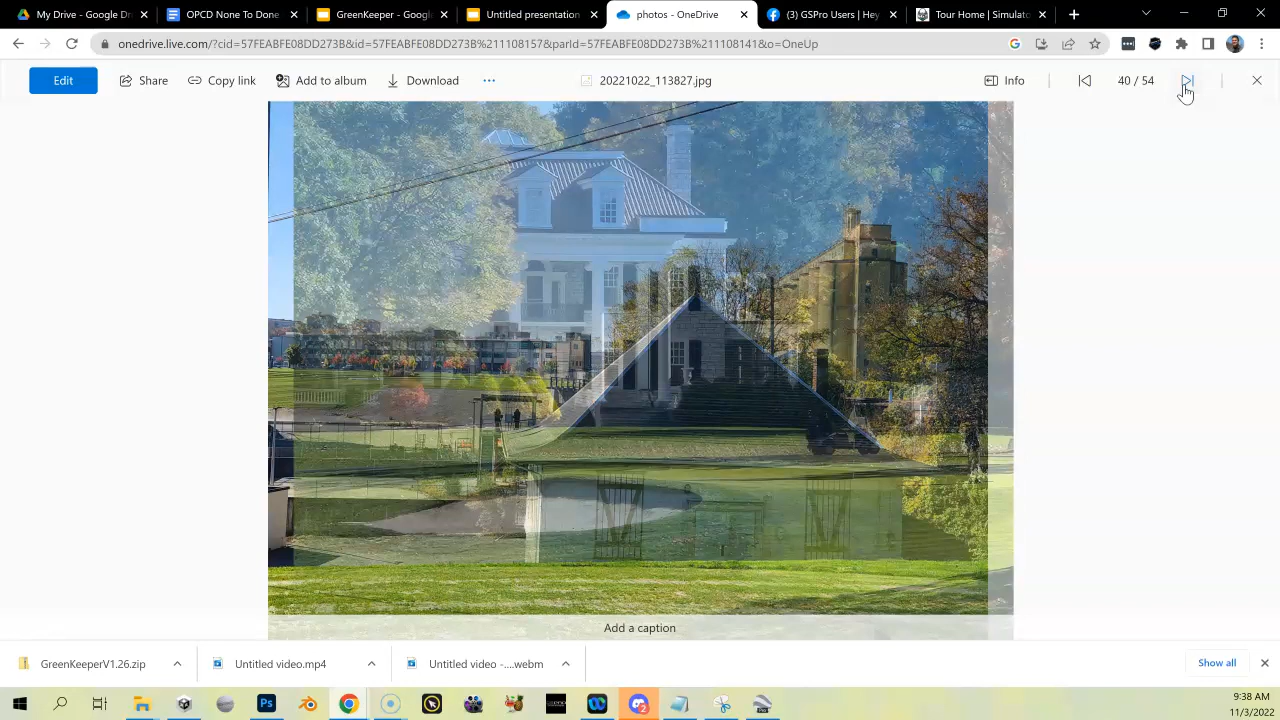 My Drive - Google Dri
OPCD - Vie To Done
GreenKeeper - Googl
Untitled presentation
photos - OneDrive
(3) GSPro Users | Hey
Tour Home | Simulato
onedrive.live.com/?cid=57FEABFE08DD273B&id=57FEABFE08DD273B%211108157&parId=57FEABFE08DD273B%211108141&o=OneUp
Edit
Share
Copy link
Add to album
Download
20221022_113827.jpg
Info
40 / 54
Add a caption
GreenKeeperV1.26.zip
Untitled video.mp4
Untitled video -....webm
Show all
9:38 AM
11/3/2022